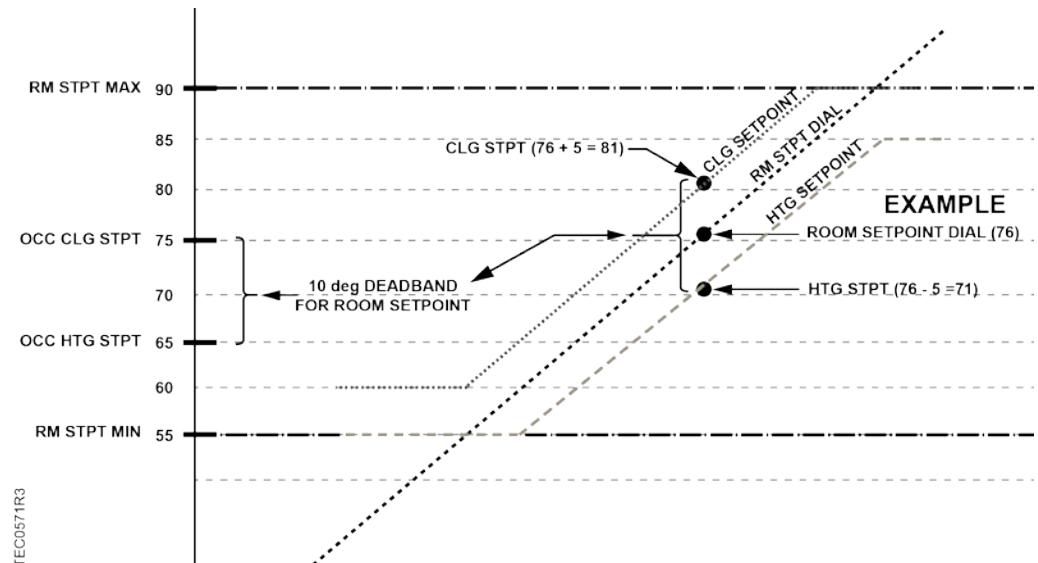 RM STPT MAX 90
85
CLG STPT (76 + 5 = 81)
CLG SETPOINT
RM STPT DIAL
HTG SETPOINT
80
EXAMPLE
OCC CLG STPT 75
ROOM SETPOINT DIAL (76)
10 deg DEADBAND
FOR ROOM SETPOINT
70
HTG STPT (76 - 5 =71)
OCC HTG STPT 65
60
RM STPT MIN 55
TEC0571R3